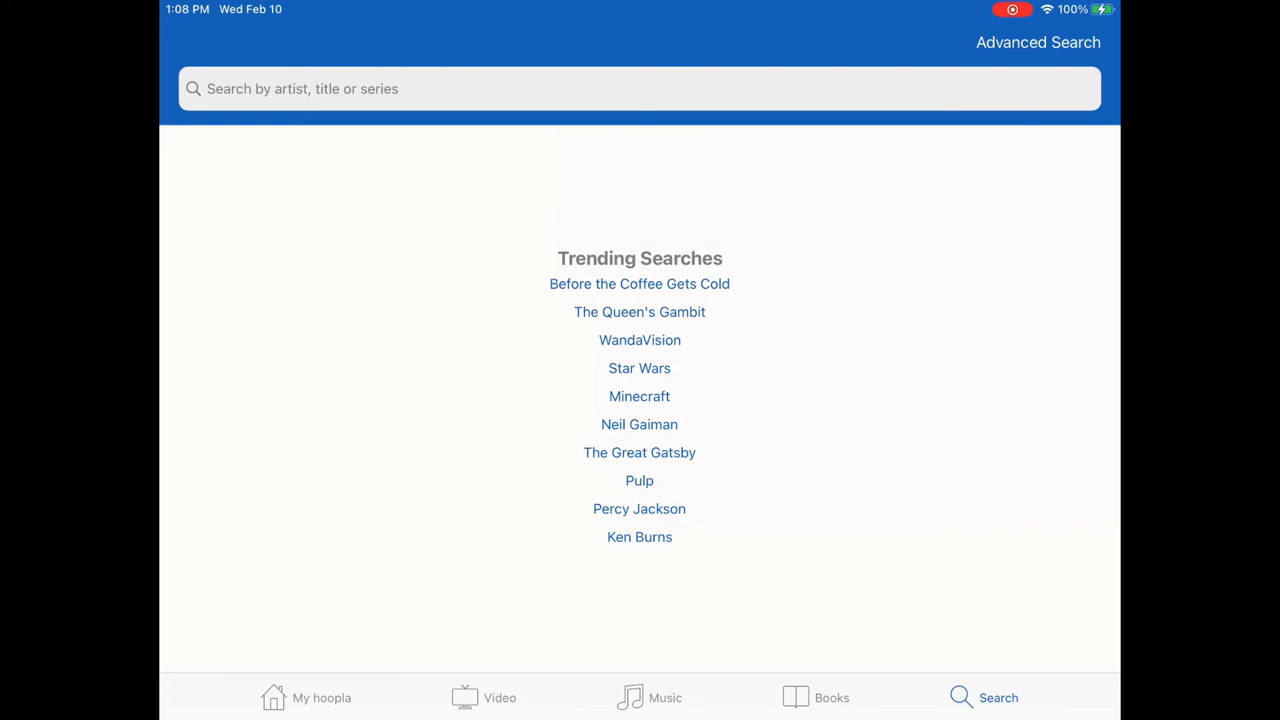 1:08 PM Wed Feb 10 100%
Advanced Search
Search by artist, title or series
Trending Searches
Before the Coffee Gets Cold
The Queen's Gambit
WandaVision
Star Wars
Minecraft
Neil Gaiman
The Great Gatsby
Pulp
Percy Jackson
Ken Burns
My hoopla Video Music Books Search